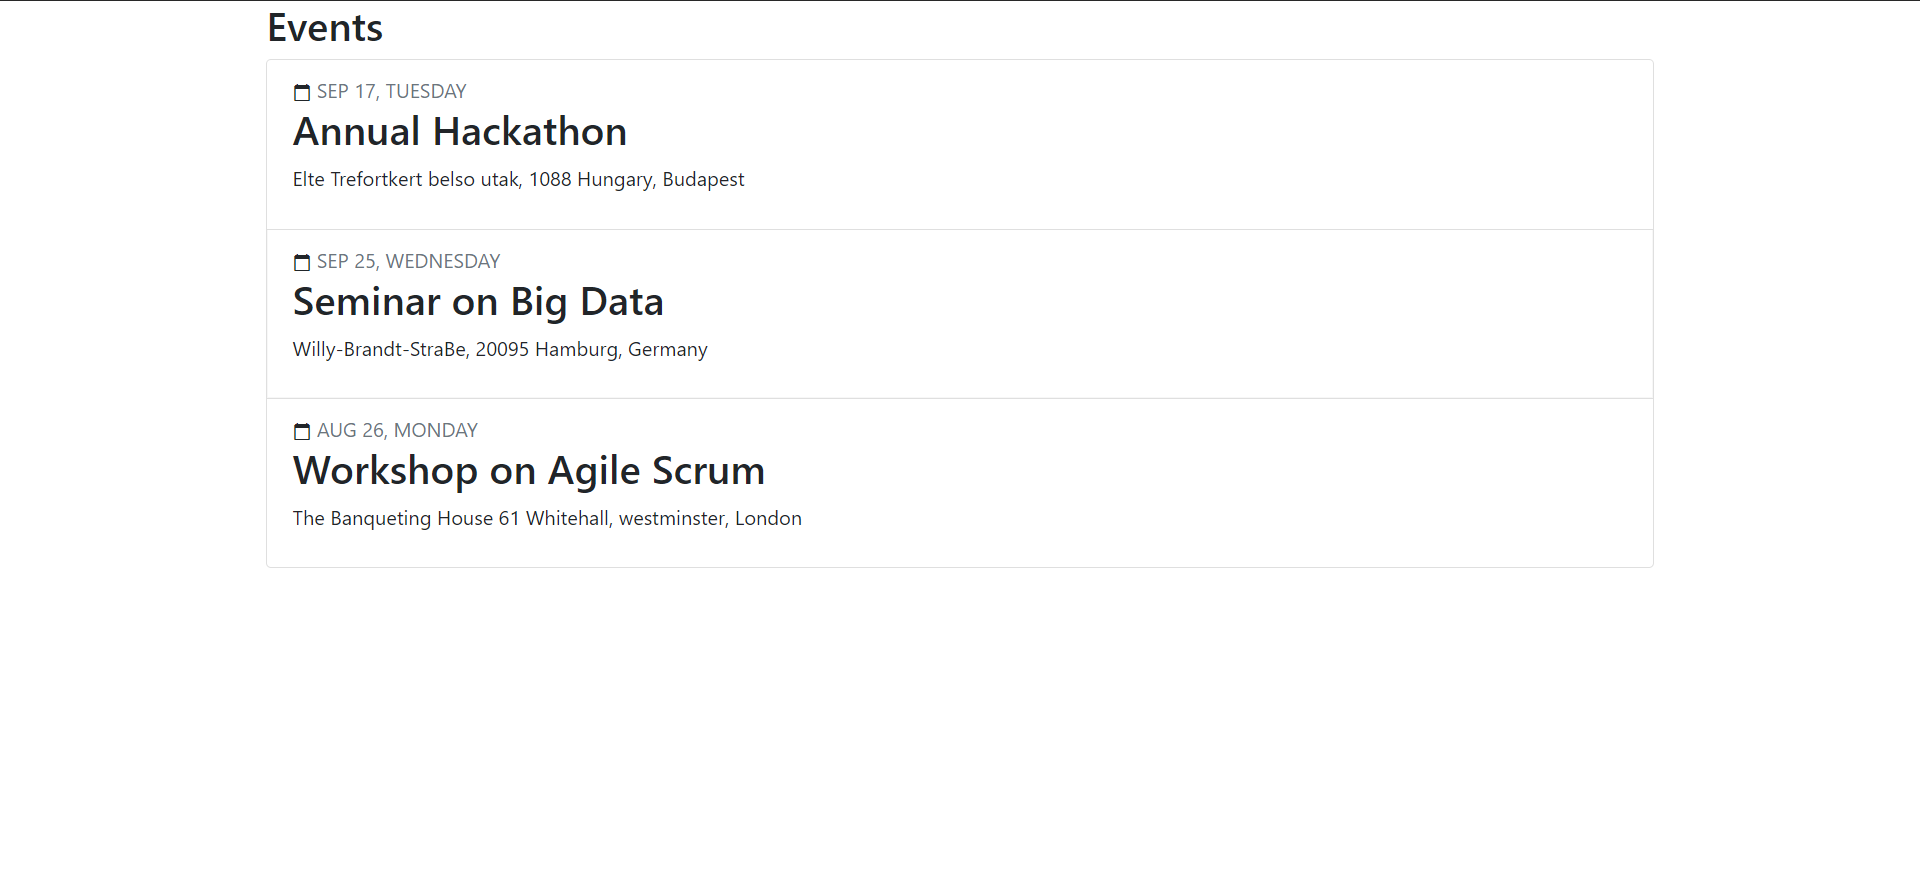 Events
SEP 17, TUESDAY
Annual Hackathon
Elte Trefortkert belso utak, 1088 Hungary, Budapest
SEP 25, WEDNESDAY
Seminar on Big Data
Willy-Brandt-StraBe, 20095 Hamburg, Germany
AUG 26, MONDAY
Workshop on Agile Scrum
The Banqueting House 61 Whitehall, westminster, London